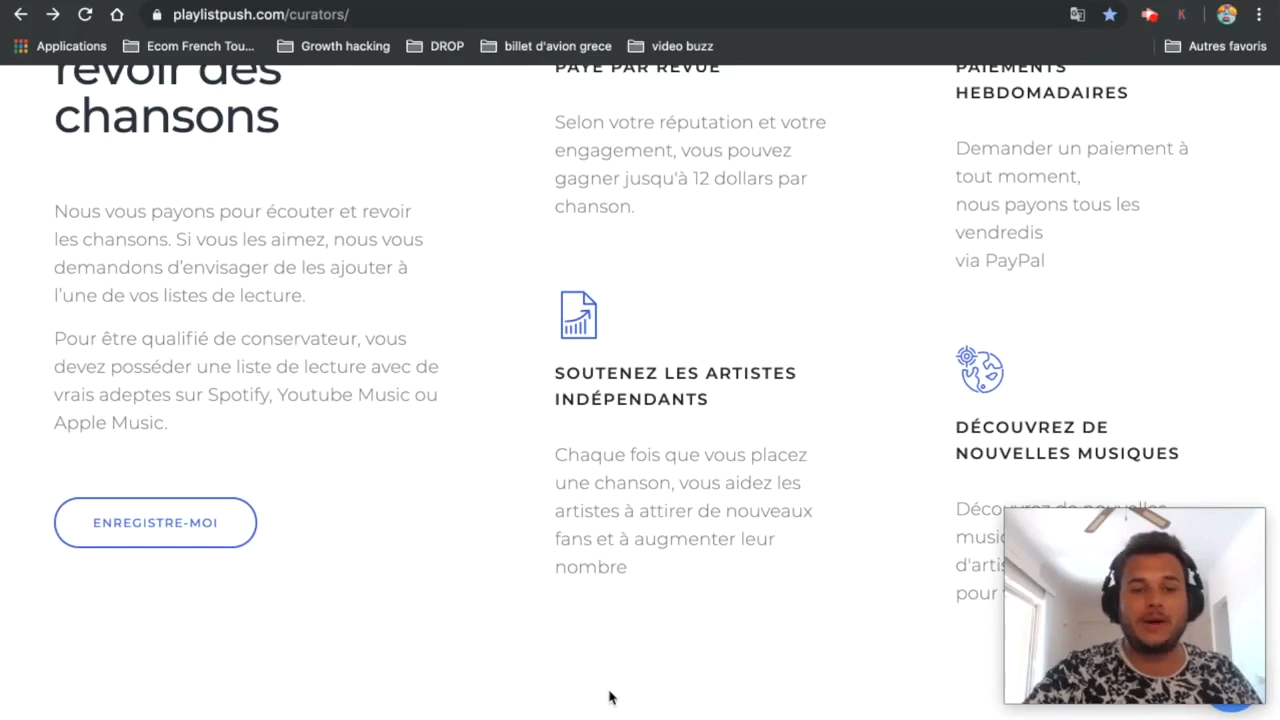 playlistpush.com/curators/
Applications
Ecom French Tou...
Growth hacking
DROP
billet d'avion grece
video buzz
Autres favoris
revoir des
chansons
Nous vous payons pour écouter et revoir
les chansons. Si vous les aimez, nous vous
demandons d’envisager de les ajouter à
l’une de vos listes de lecture.
Pour être qualifié de conservateur, vous
devez posséder une liste de lecture avec de
vrais adeptes sur Spotify, Youtube Music ou
Apple Music.
ENREGISTRE-MOI
PAYÉ PAR REVUE
Selon votre réputation et votre
engagement, vous pouvez
gagner jusqu'à 12 dollars par
chanson.
SOUTENEZ LES ARTISTES
INDÉPENDANTS
Chaque fois que vous placez
une chanson, vous aidez les
artistes à attirer de nouveaux
fans et à augmenter leur
nombre
PAIEMENTS
HEBDOMADAIRES
Demander un paiement à
tout moment,
nous payons tous les
vendredis
via PayPal
DÉCOUVREZ DE
NOUVELLES MUSIQUES
Découvrez de nouvelles
pour